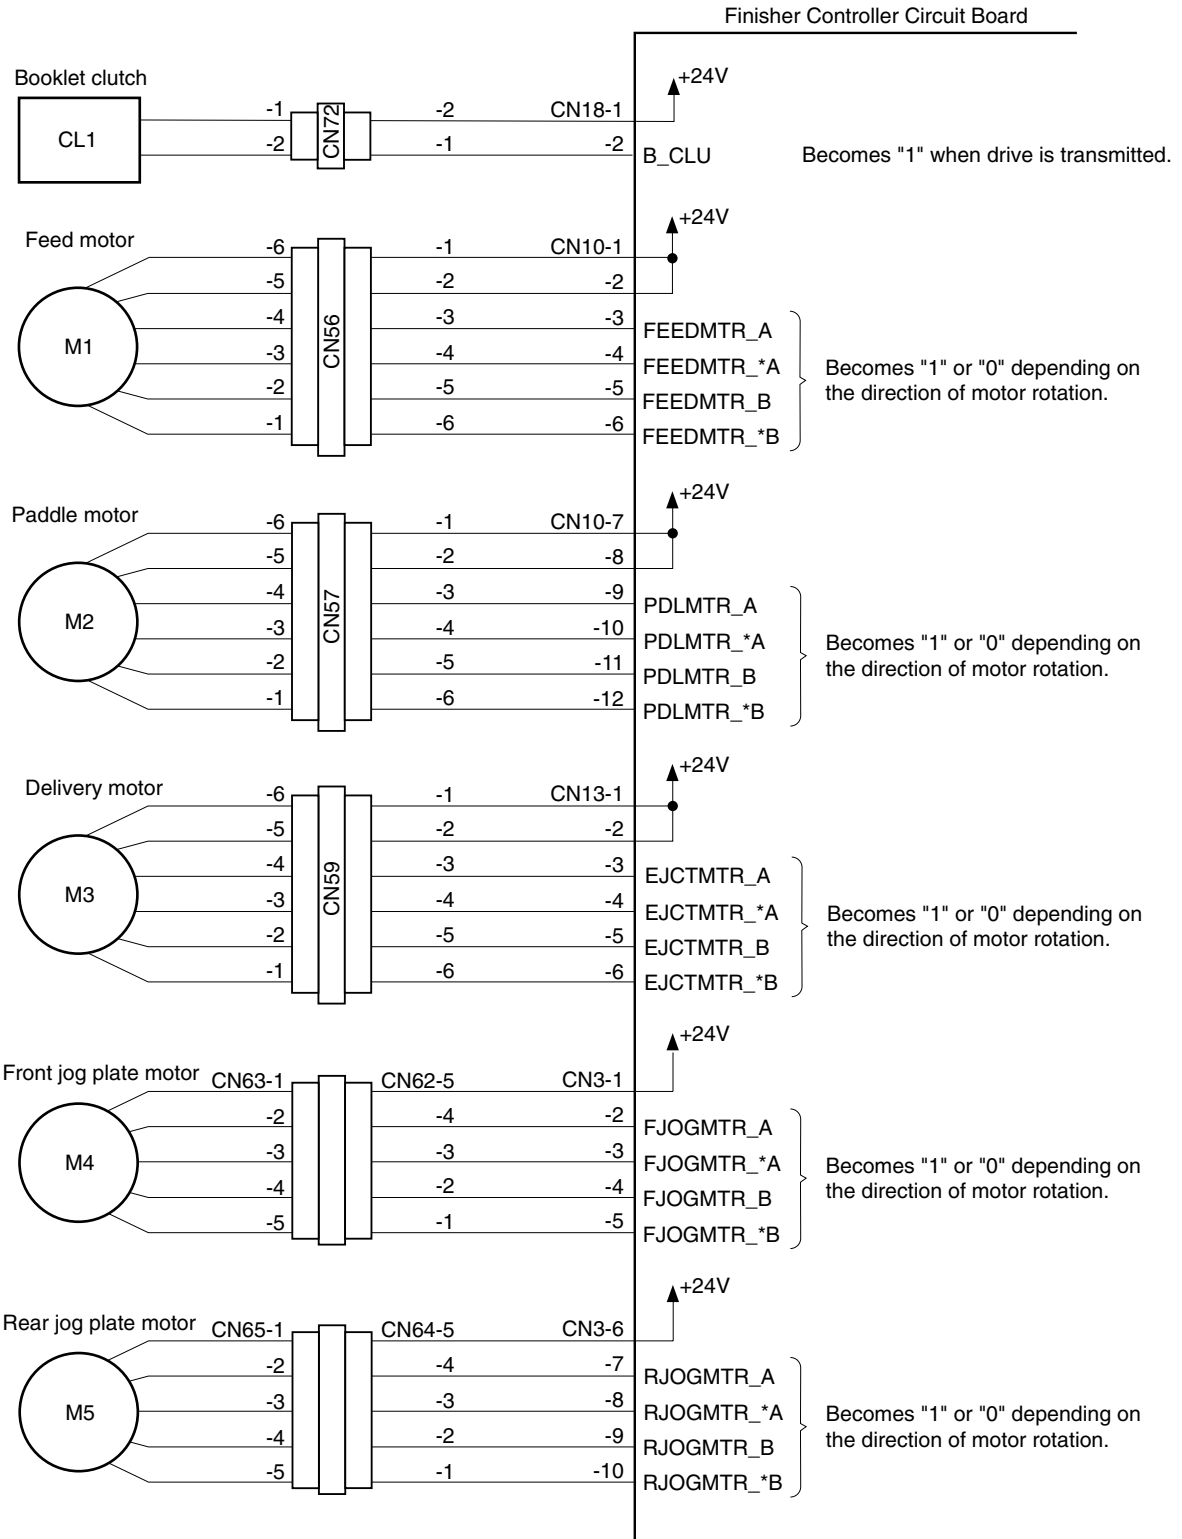 Finisher Controller Circuit Board
Booklet clutch
+24V
CL1
-1 CN72 -2 CN18-1
-2 -1 -2 B_CLU Becomes "1" when drive is transmitted.
Feed motor
+24V
M1
CN56
-6 -1 CN10-1
-5 -2 -2
-4 -3 -3 FEEDMTR_A
-3 -4 -4 FEEDMTR_*A
-2 -5 -5 FEEDMTR_B
-1 -6 -6 FEEDMTR_*B
Becomes "1" or "0" depending on
the direction of motor rotation.
Paddle motor
+24V
M2
CN57
-6 -1 CN10-7
-5 -2 -8
-4 -3 -9 PDLMTR_A
-3 -4 -10 PDLMTR_*A
-2 -5 -11 PDLMTR_B
-1 -6 -12 PDLMTR_*B
Becomes "1" or "0" depending on
the direction of motor rotation.
Delivery motor
+24V
M3
CN59
-6 -1 CN13-1
-5 -2 -2
-4 -3 -3 EJCTMTR_A
-3 -4 -4 EJCTMTR_*A
-2 -5 -5 EJCTMTR_B
-1 -6 -6 EJCTMTR_*B
Becomes "1" or "0" depending on
the direction of motor rotation.
Front jog plate motor
+24V
M4
CN63-1 CN62-5 CN3-1
-2 -4 -2 FJOGMTR_A
-3 -3 -3 FJOGMTR_*A
-4 -2 -4 FJOGMTR_B
-5 -1 -5 FJOGMTR_*B
Becomes "1" or "0" depending on
the direction of motor rotation.
Rear jog plate motor
+24V
M5
CN65-1 CN64-5 CN3-6
-2 -4 -7 RJOGMTR_A
-3 -3 -8 RJOGMTR_*A
-4 -2 -9 RJOGMTR_B
-5 -1 -10 RJOGMTR_*B
Becomes "1" or "0" depending on
the direction of motor rotation.